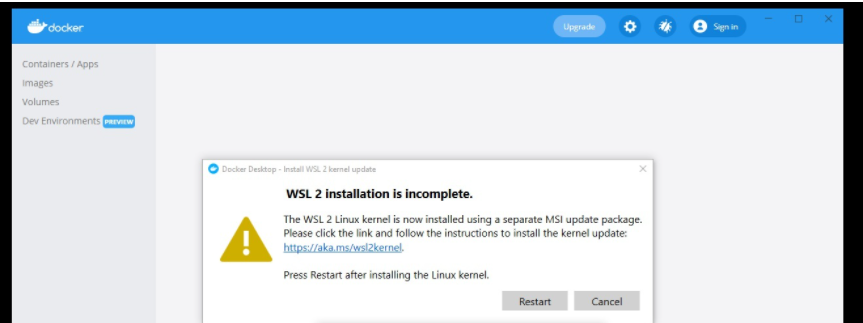 docker
Upgrade
Sign in
Containers / Apps
Images
Volumes
Dev Environments PREVIEW
Docker Desktop - Install WSL 2 kernel update
WSL 2 installation is incomplete.
The WSL 2 Linux kernel is now installed using a separate MSI update package.
Please click the link and follow the instructions to install the kernel update:
https://aka.ms/wsl2kernel.
Press Restart after installing the Linux kernel.
Restart Cancel